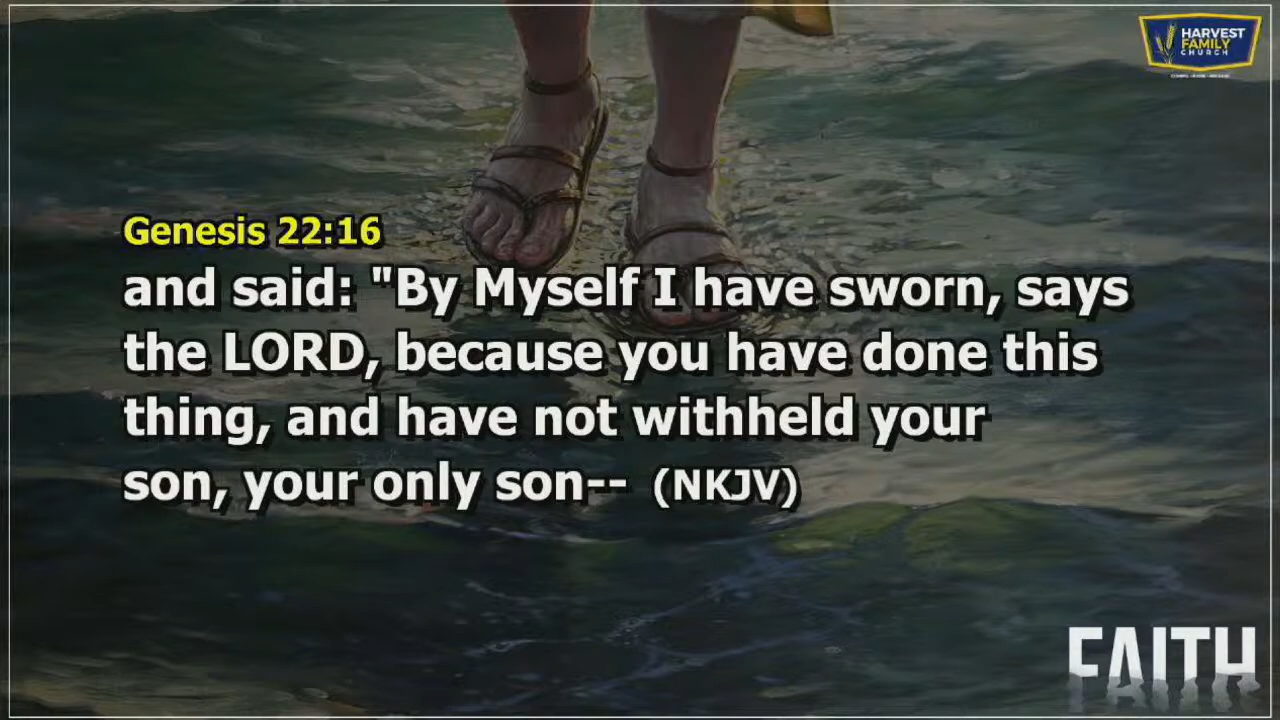 HARVEST
FAMILY
CHURCH
Genesis 22:16
and said: "By Myself I have sworn, says
the LORD, because you have done this
thing, and have not withheld your
son, your only son-- (NKJV)
FAITH